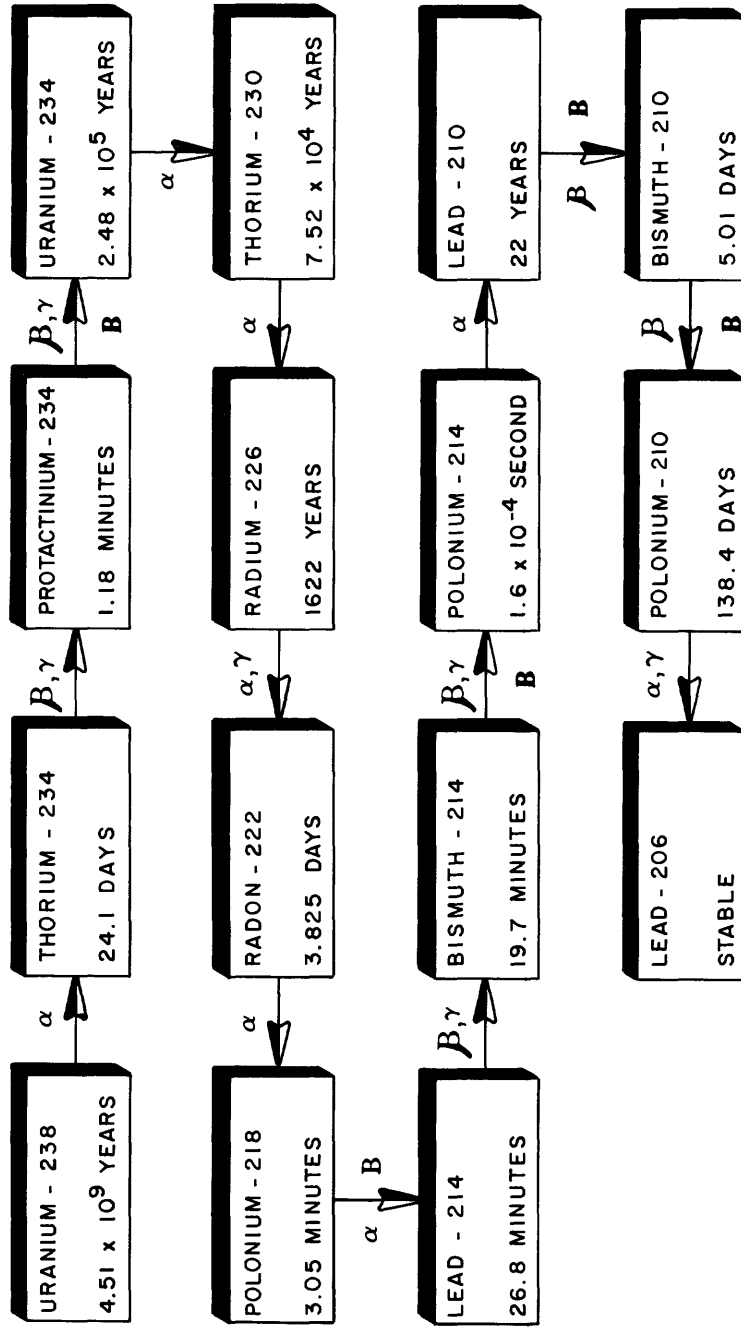 URANIUM - 238
4.51 x 10⁹ YEARS
α
THORIUM - 234
24.1 DAYS
β,γ
PROTACTINIUM - 234
1.18 MINUTES
β,γ
B
URANIUM - 234
2.48 x 10⁵ YEARS
α
THORIUM - 230
7.52 x 10⁴ YEARS
α
RADIUM - 226
1622 YEARS
α,γ
RADON - 222
3.825 DAYS
α
POLONIUM - 218
3.05 MINUTES
α
B
LEAD - 214
26.8 MINUTES
β,γ
BISMUTH - 214
19.7 MINUTES
β,γ
B
POLONIUM - 214
1.6 x 10⁻⁴ SECOND
α
LEAD - 210
22 YEARS
β
B
BISMUTH - 210
5.01 DAYS
β
B
POLONIUM - 210
138.4 DAYS
α,γ
LEAD - 206
STABLE